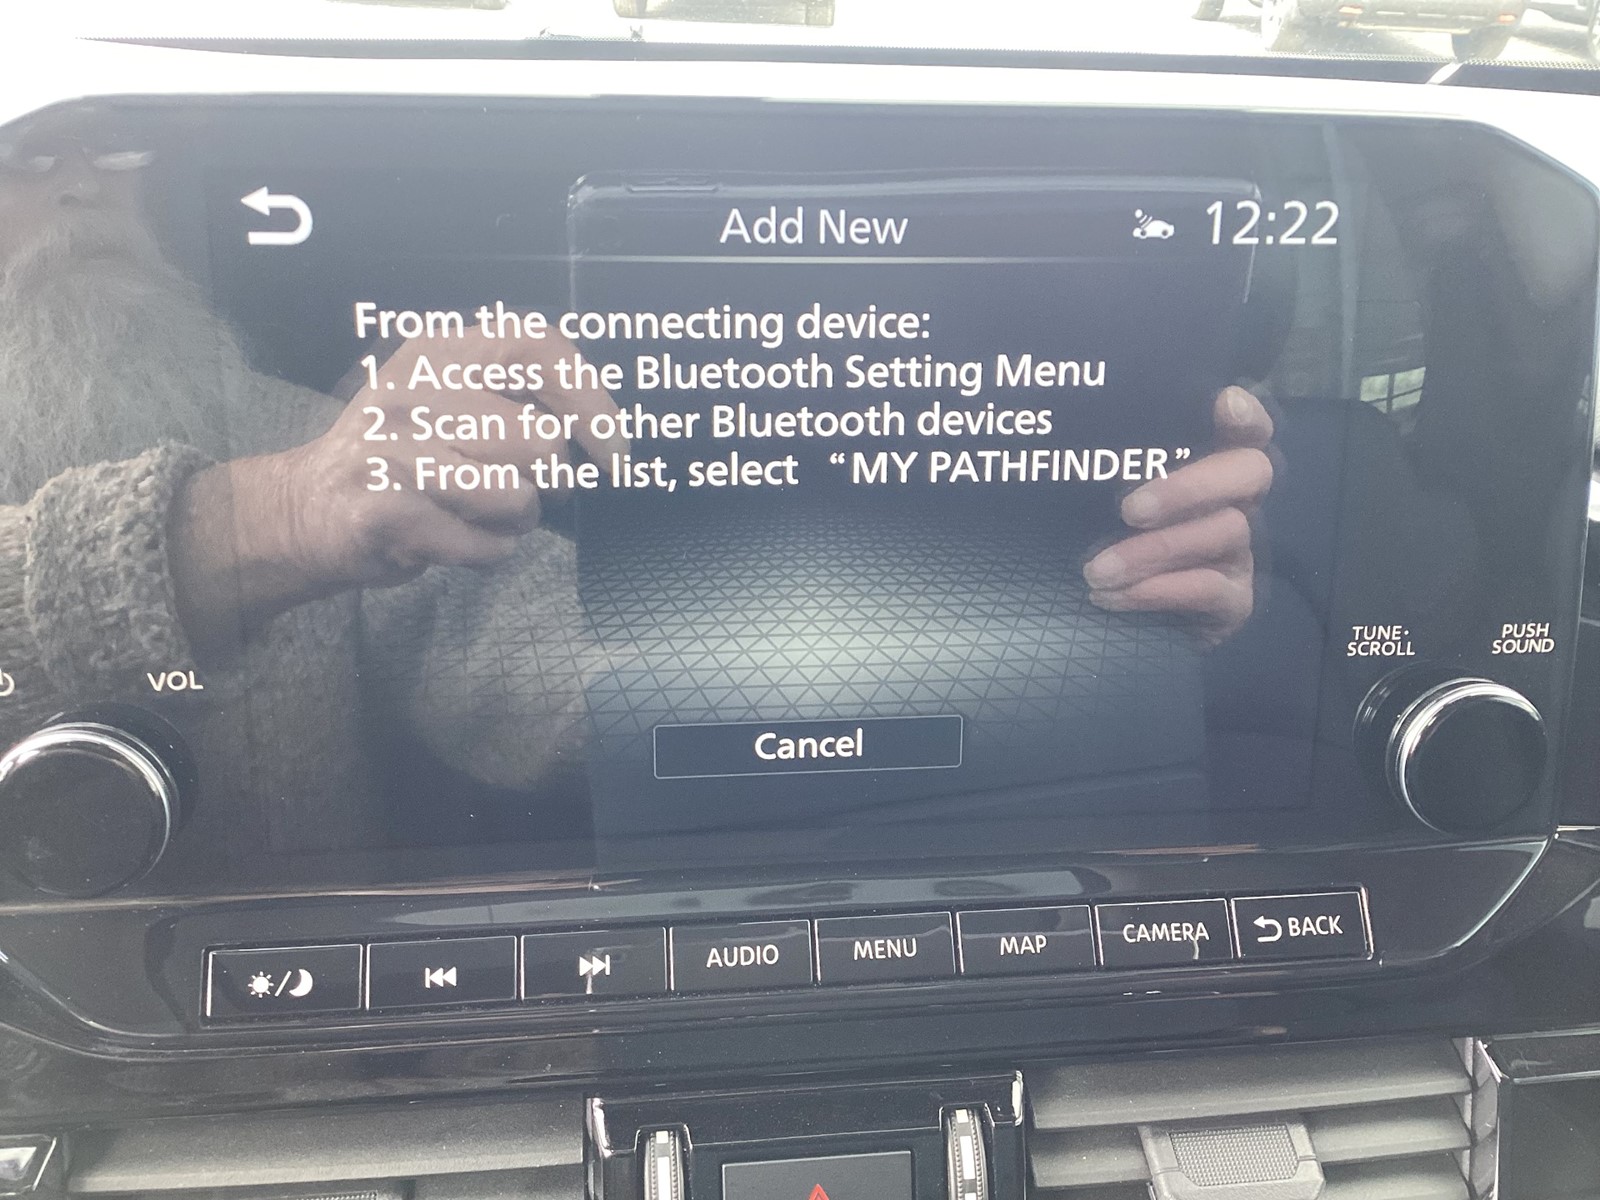 Add New
12:22
From the connecting device:
1. Access the Bluetooth Setting Menu
2. Scan for other Bluetooth devices
3. From the list, select “MY PATHFINDER”
Cancel
VOL
TUNE·
SCROLL
PUSH
SOUND
AUDIO
MENU
MAP
CAMERA
BACK